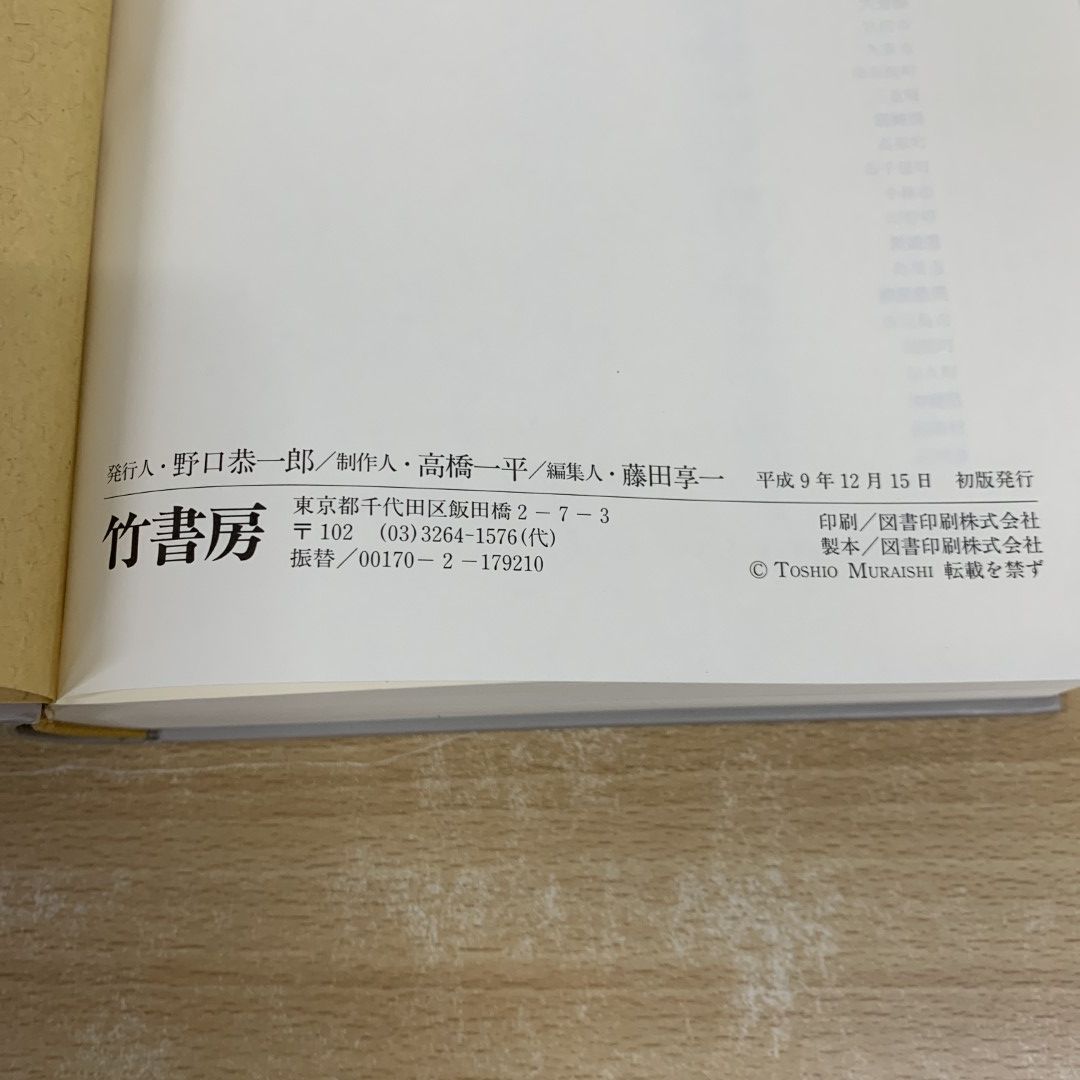 発行人・野口恭一郎／制作人・高橋一平／編集人・藤田享一　平成9年12月15日　初版発行
竹書房
東京都千代田区飯田橋2－7－3
〒102　(03)3264-1576(代)
振替／00170－2－179210
印刷／図書印刷株式会社
製本／図書印刷株式会社
© TOSHIO MURAISHI 転載を禁ず